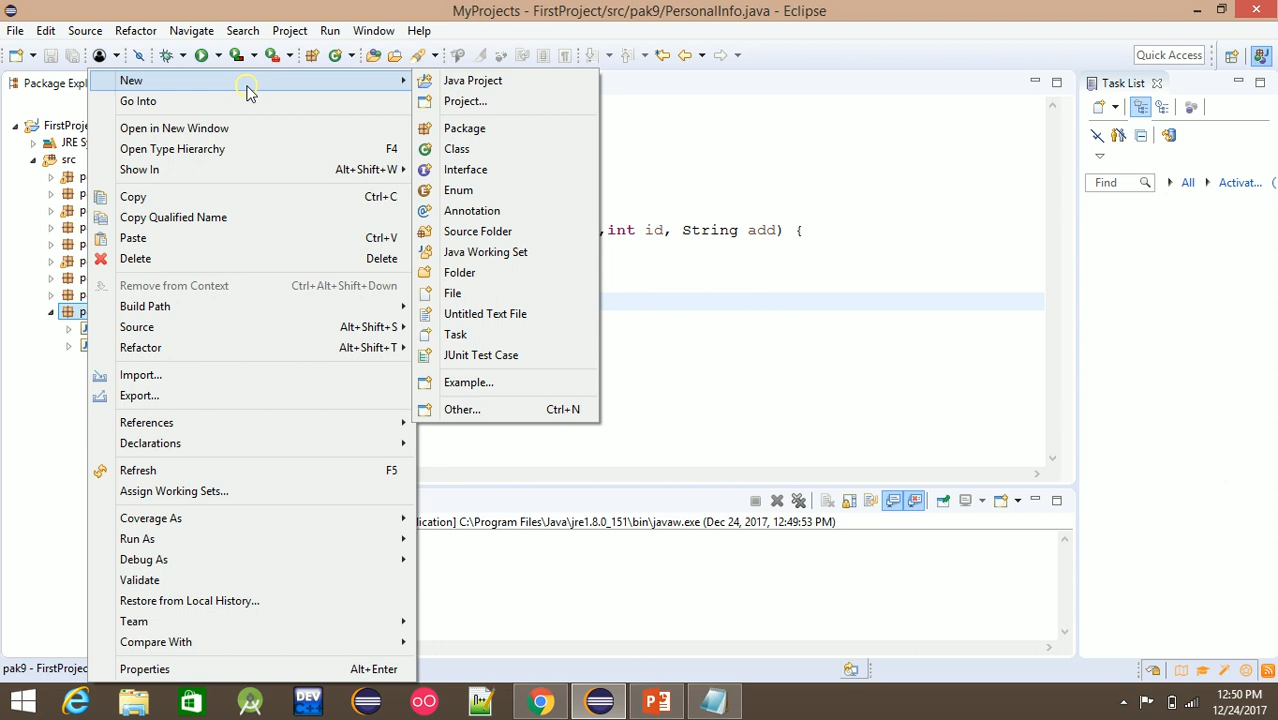 MyProjects - FirstProject/src/pak9/PersonalInfo.java - Eclipse
File Edit Source Refactor Navigate Search Project Run Window Help
Quick Access
Package Expl
Task List
FirstProje
JRE Sy
src
p
p
p
p
p
p
p
p
p
New
Go Into
Open in New Window
Open Type Hierarchy F4
Show In Alt+Shift+W
Copy Ctrl+C
Copy Qualified Name
Paste Ctrl+V
Delete Delete
Remove from Context Ctrl+Alt+Shift+Down
Build Path
Source Alt+Shift+S
Refactor Alt+Shift+T
Import...
Export...
References
Declarations
Refresh F5
Assign Working Sets...
Coverage As
Run As
Debug As
Validate
Restore from Local History...
Team
Compare With
Properties Alt+Enter
Java Project
Project...
Package
Class
Interface
Enum
Annotation
Source Folder
Java Working Set
Folder
File
Untitled Text File
Task
JUnit Test Case
Example...
Other... Ctrl+N
,int id, String add) {
Find All Activat...
lication] C:\Program Files\Java\jre1.8.0_151\bin\javaw.exe (Dec 24, 2017, 12:49:53 PM)
pak9 - FirstProjec
DEV
12:50 PM
12/24/2017